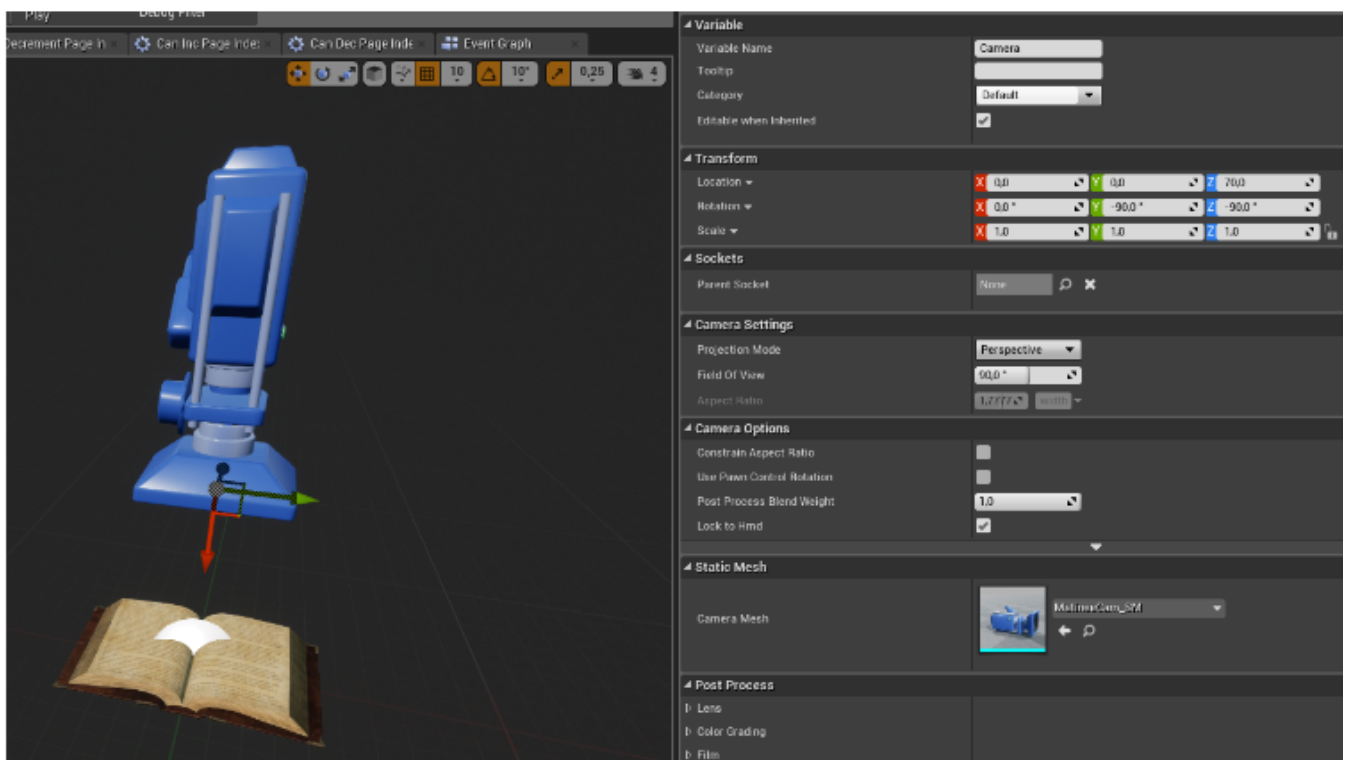 Play
Debug Filter
Decrement Page In
Can Inc Page Inde:
Can Dec Page Inde
Event Graph
10
10°
0,25
4
Variable
Variable Name
Camera
Tooltip
Category
Default
Editable when Inherited
Transform
Location
X 0,0 Y 0,0 Z 70,0
Rotation
X 0,0 ° Y -90,0 ° Z -90,0 °
Scale
X 1,0 Y 1,0 Z 1,0
Sockets
Parent Socket
None
Camera Settings
Projection Mode
Perspective
Field Of View
90,0 °
Aspect Ratio
1,7777
width
Camera Options
Constrain Aspect Ratio
Use Pawn Control Rotation
Post Process Blend Weight
1,0
Lock to Hmd
Static Mesh
Camera Mesh
MatineeCam_SM
Post Process
Lens
Color Grading
Film